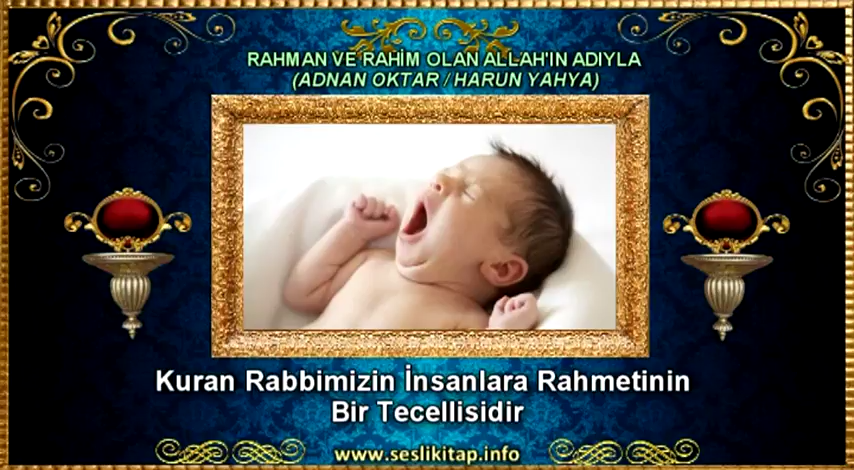 RAHMAN VE RAHİM OLAN ALLAH'IN ADIYLA
(ADNAN OKTAR / HARUN YAHYA)
Kuran Rabbimizin İnsanlara Rahmetinin
Bir Tecellisidir
www.seslikitap.info